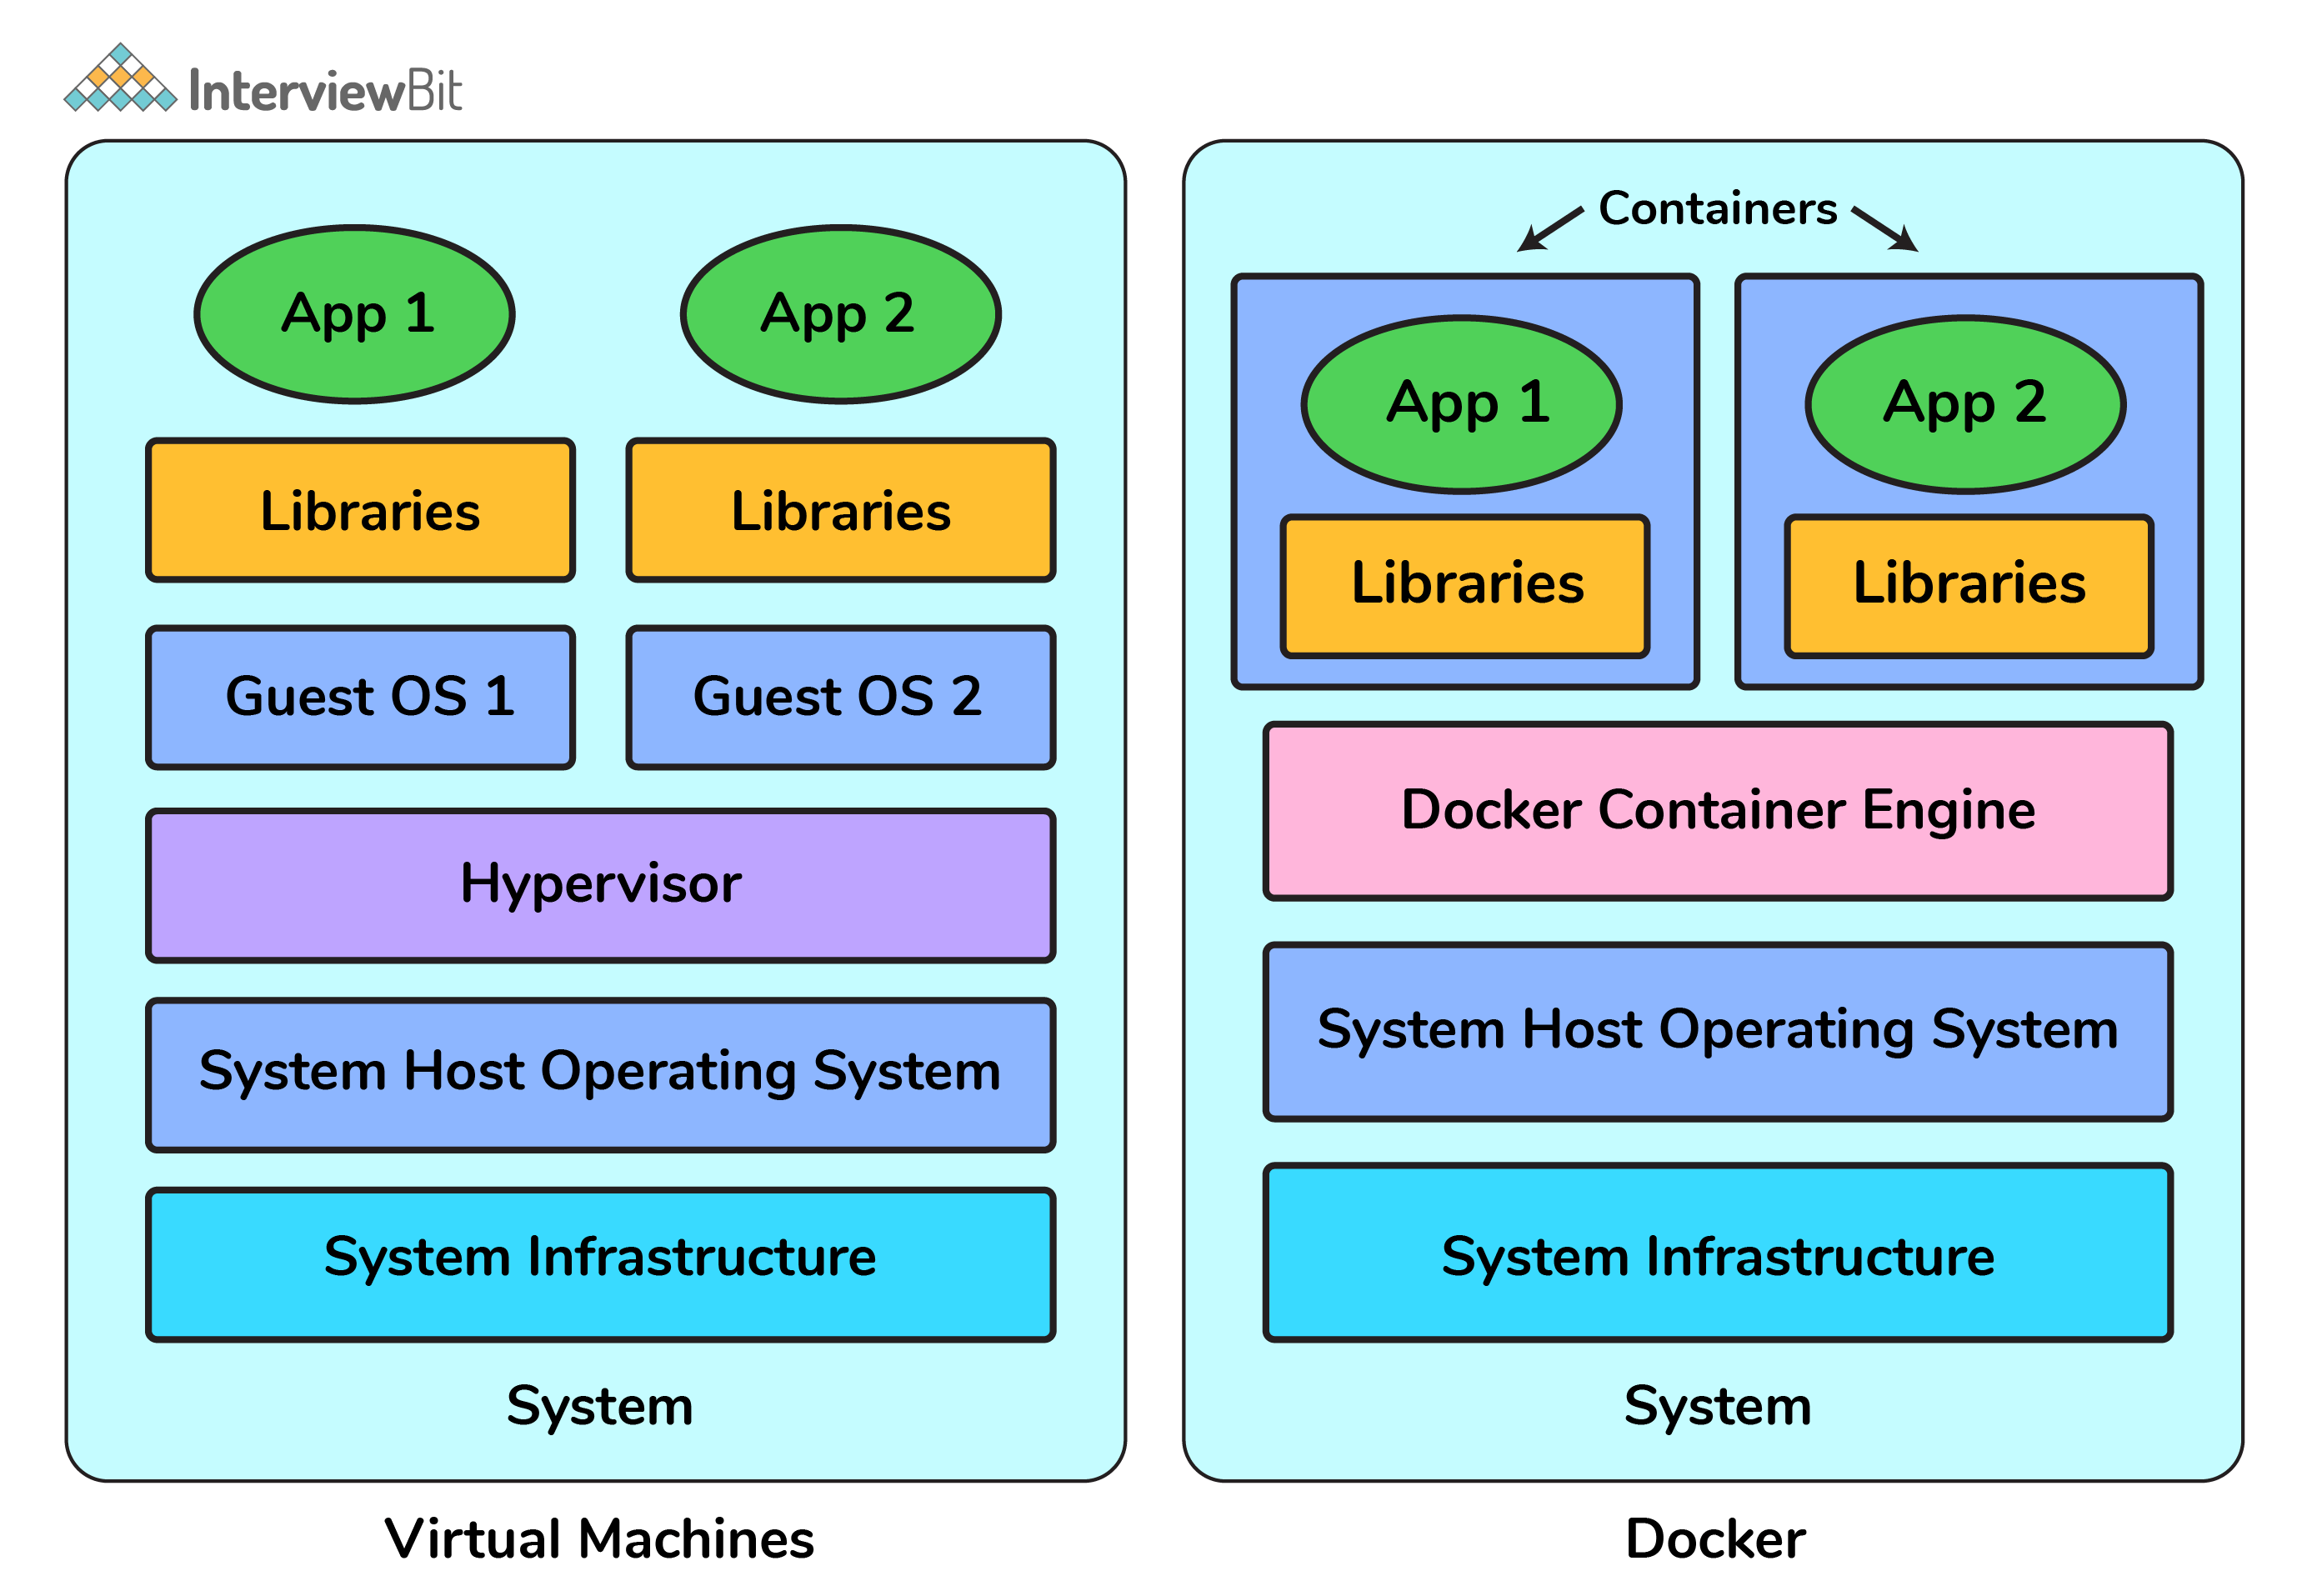 InterviewBit
App 1
App 2
Libraries
Libraries
Guest OS 1
Guest OS 2
Hypervisor
System Host Operating System
System Infrastructure
System
Virtual Machines
Containers
App 1
App 2
Libraries
Libraries
Docker Container Engine
System Host Operating System
System Infrastructure
System
Docker